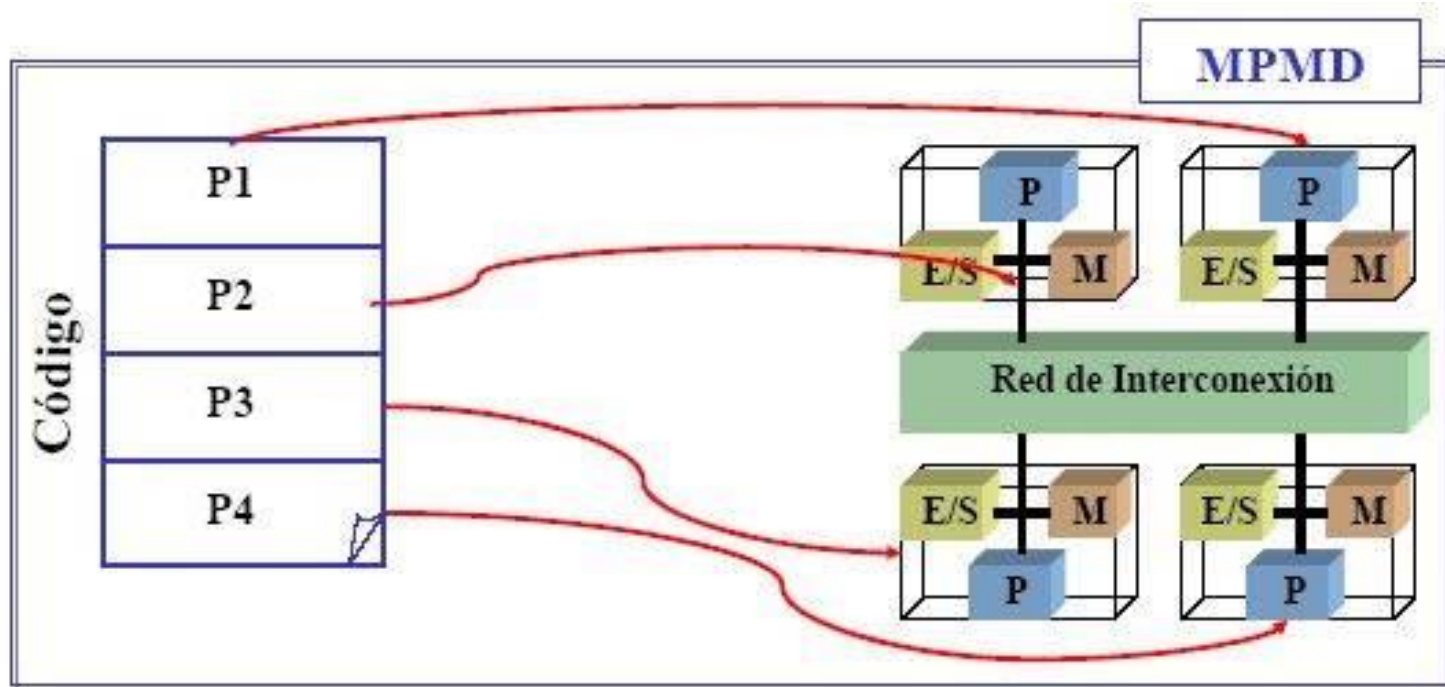 MPMD
Código
P1
P2
P3
P4
P
E/S
M
P
E/S
M
Red de Interconexión
E/S
M
P
E/S
M
P